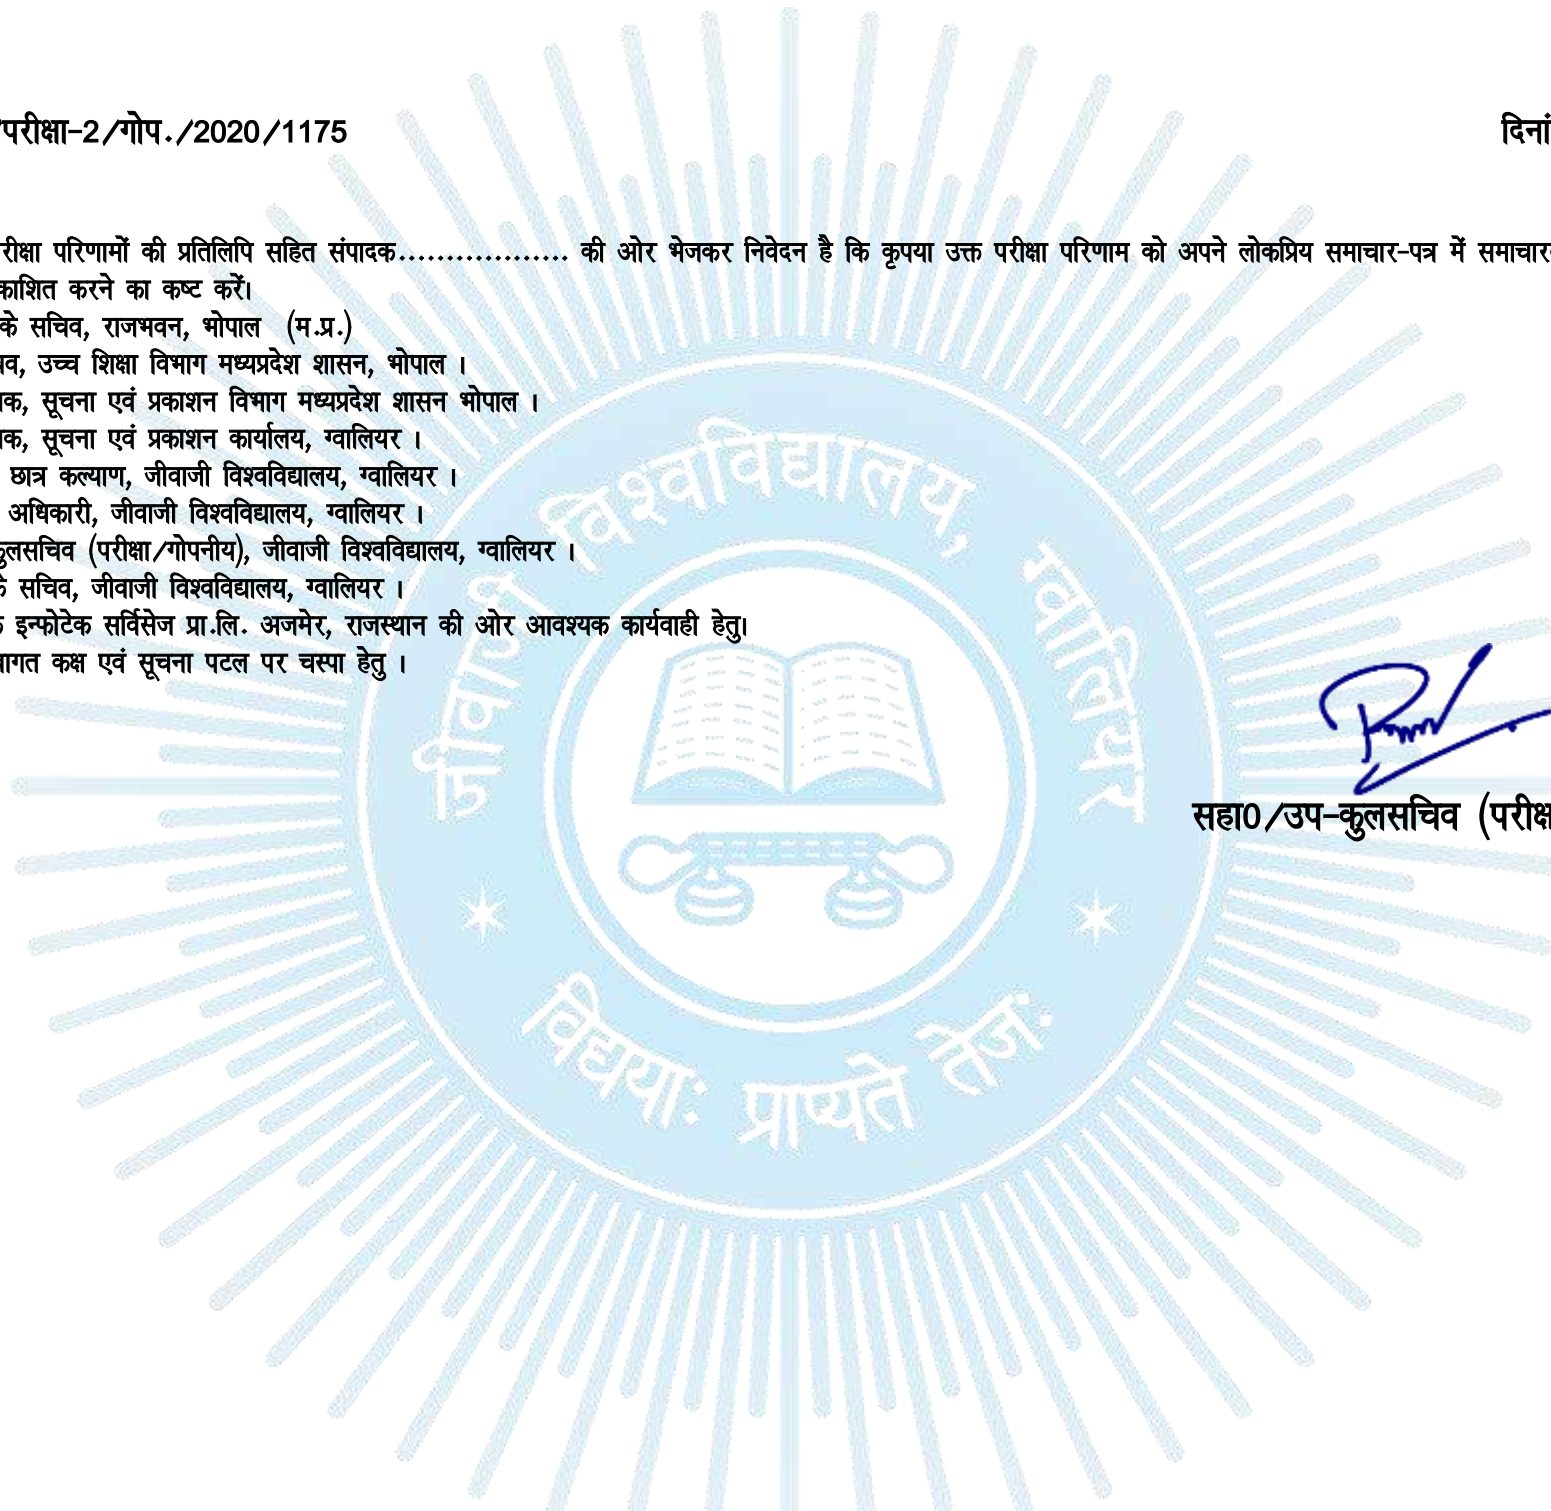 परीक्षा-2/गोप./2020/1175
दिनां
रीक्षा परिणामों की प्रतिलिपि सहित संपादक.................. की ओर भेजकर निवेदन है कि कृपया उक्त परीक्षा परिणाम को अपने लोकप्रिय समाचार-पत्र में समाचार
काशित करने का कष्ट करें।
के सचिव, राजभवन, भोपाल (म.प्र.)
चव, उच्च शिक्षा विभाग मध्यप्रदेश शासन, भोपाल ।
क, सूचना एवं प्रकाशन विभाग मध्यप्रदेश शासन भोपाल ।
क, सूचना एवं प्रकाशन कार्यालय, ग्वालियर ।
छात्र कल्याण, जीवाजी विश्वविद्यालय, ग्वालियर ।
अधिकारी, जीवाजी विश्वविद्यालय, ग्वालियर ।
कुलसचिव (परीक्षा/गोपनीय), जीवाजी विश्वविद्यालय, ग्वालियर ।
के सचिव, जीवाजी विश्वविद्यालय, ग्वालियर ।
क इन्फोटेक सर्विसेज प्रा.लि. अजमेर, राजस्थान की ओर आवश्यक कार्यवाही हेतु।
वागत कक्ष एवं सूचना पटल पर चस्पा हेतु ।
सहा0/उप-कुलसचिव (परीक्ष
जीवाजी विश्वविद्यालय, ग्वालियर
विद्यया: प्राप्यते तेज: